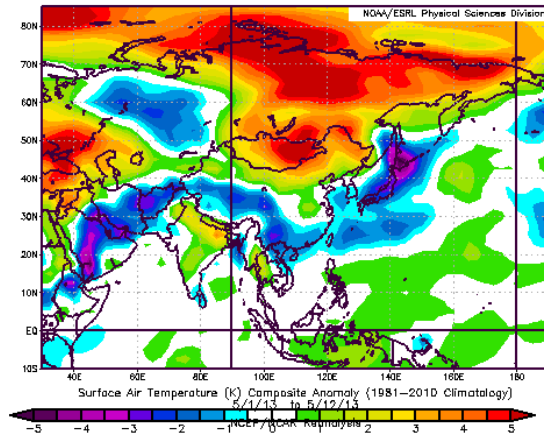 NOAA/ESRL Physical Sciences Division
80N
70N
60N
50N
40N
30N
20N
10N
EQ
10S
40E
60E
80E
100E
120E
140E
160E
180
Surface Air Temperature (K) Composite Anomaly (1981-2010 Climatology)
5/1/13 to 5/12/13
NCEP/NCAR Reanalysis
-5 -4 -3 -2 -1 0 1 2 3 4 5